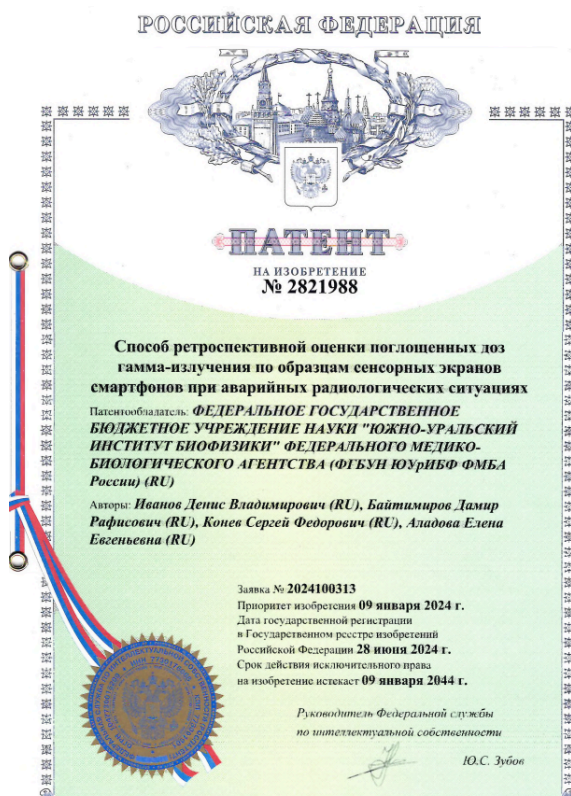 РОССИЙСКАЯ ФЕДЕРАЦИЯ
ПАТЕНТ
НА ИЗОБРЕТЕНИЕ
№ 2821988
Способ ретроспективной оценки поглощенных доз
гамма-излучения по образцам сенсорных экранов
смартфонов при аварийных радиологических ситуациях
Патентообладатель: ФЕДЕРАЛЬНОЕ ГОСУДАРСТВЕННОЕ
БЮДЖЕТНОЕ УЧРЕЖДЕНИЕ НАУКИ "ЮЖНО-УРАЛЬСКИЙ
ИНСТИТУТ БИОФИЗИКИ" ФЕДЕРАЛЬНОГО МЕДИКО-
БИОЛОГИЧЕСКОГО АГЕНТСТВА (ФГБУН ЮУрИБФ ФМБА
России) (RU)
Авторы: Иванов Денис Владимирович (RU), Байтимиров Дамир
Рафисович (RU), Конев Сергей Федорович (RU), Аладова Елена
Евгеньевна (RU)
Заявка № 2024100313
Приоритет изобретения 09 января 2024 г.
Дата государственной регистрации
в Государственном реестре изобретений
Российской Федерации 28 июня 2024 г.
Срок действия исключительного права
на изобретение истекает 09 января 2044 г.
Руководитель Федеральной службы
по интеллектуальной собственности
Ю.С. Зубов